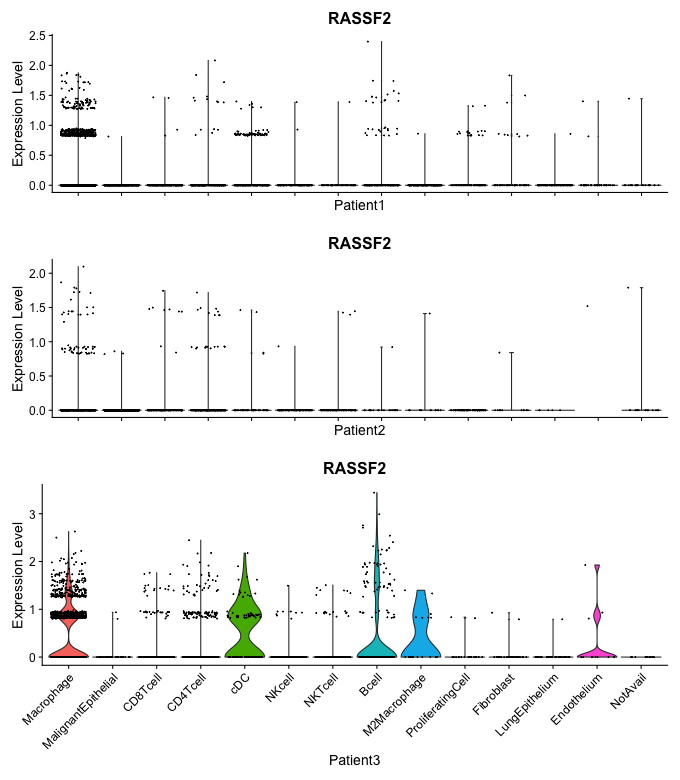 RASSF2
Expression Level
2.5
2.0
1.5
1.0
0.5
0.0
Patient1
RASSF2
Expression Level
2.0
1.5
1.0
0.5
0.0
Patient2
RASSF2
Expression Level
3
2
1
0
Macrophage
MalignantEpithelial
CD8Tcell
CD4Tcell
cDC
NKcell
NKTcell
Bcell
M2Macrophage
ProliferatingCell
Fibroblast
LungEpithelium
Endothelium
NotAvail
Patient3